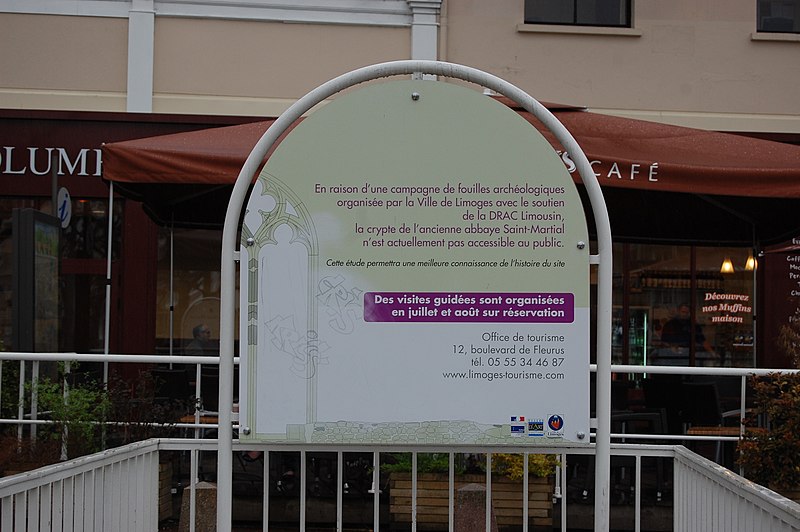 OLUM
CAFÉ
En raison d'une campagne de fouilles archéologiques
organisée par la Ville de Limoges avec le soutien
de la DRAC Limousin,
la crypte de l'ancienne abbaye Saint-Martial
n'est actuellement pas accessible au public.
Cette étude permettra une meilleure connaissance de l'histoire du site
Des visites guidées sont organisées
en juillet et août sur réservation
Office de tourisme
12, boulevard de Fleurus
tél. 05 55 34 46 87
www.limoges-tourisme.com
Découvrez
nos Muffins
maison
i